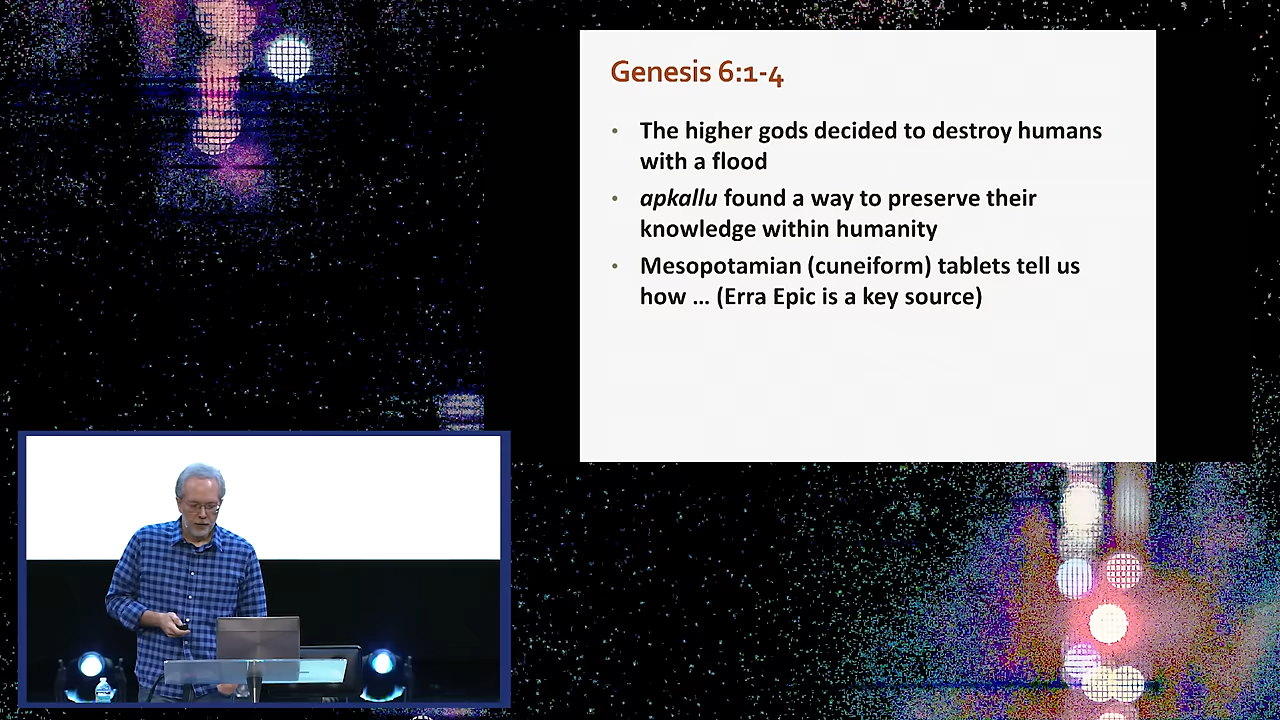 Genesis 6:1-4
• The higher gods decided to destroy humans
with a flood
• apkallu found a way to preserve their
knowledge within humanity
• Mesopotamian (cuneiform) tablets tell us
how ... (Erra Epic is a key source)